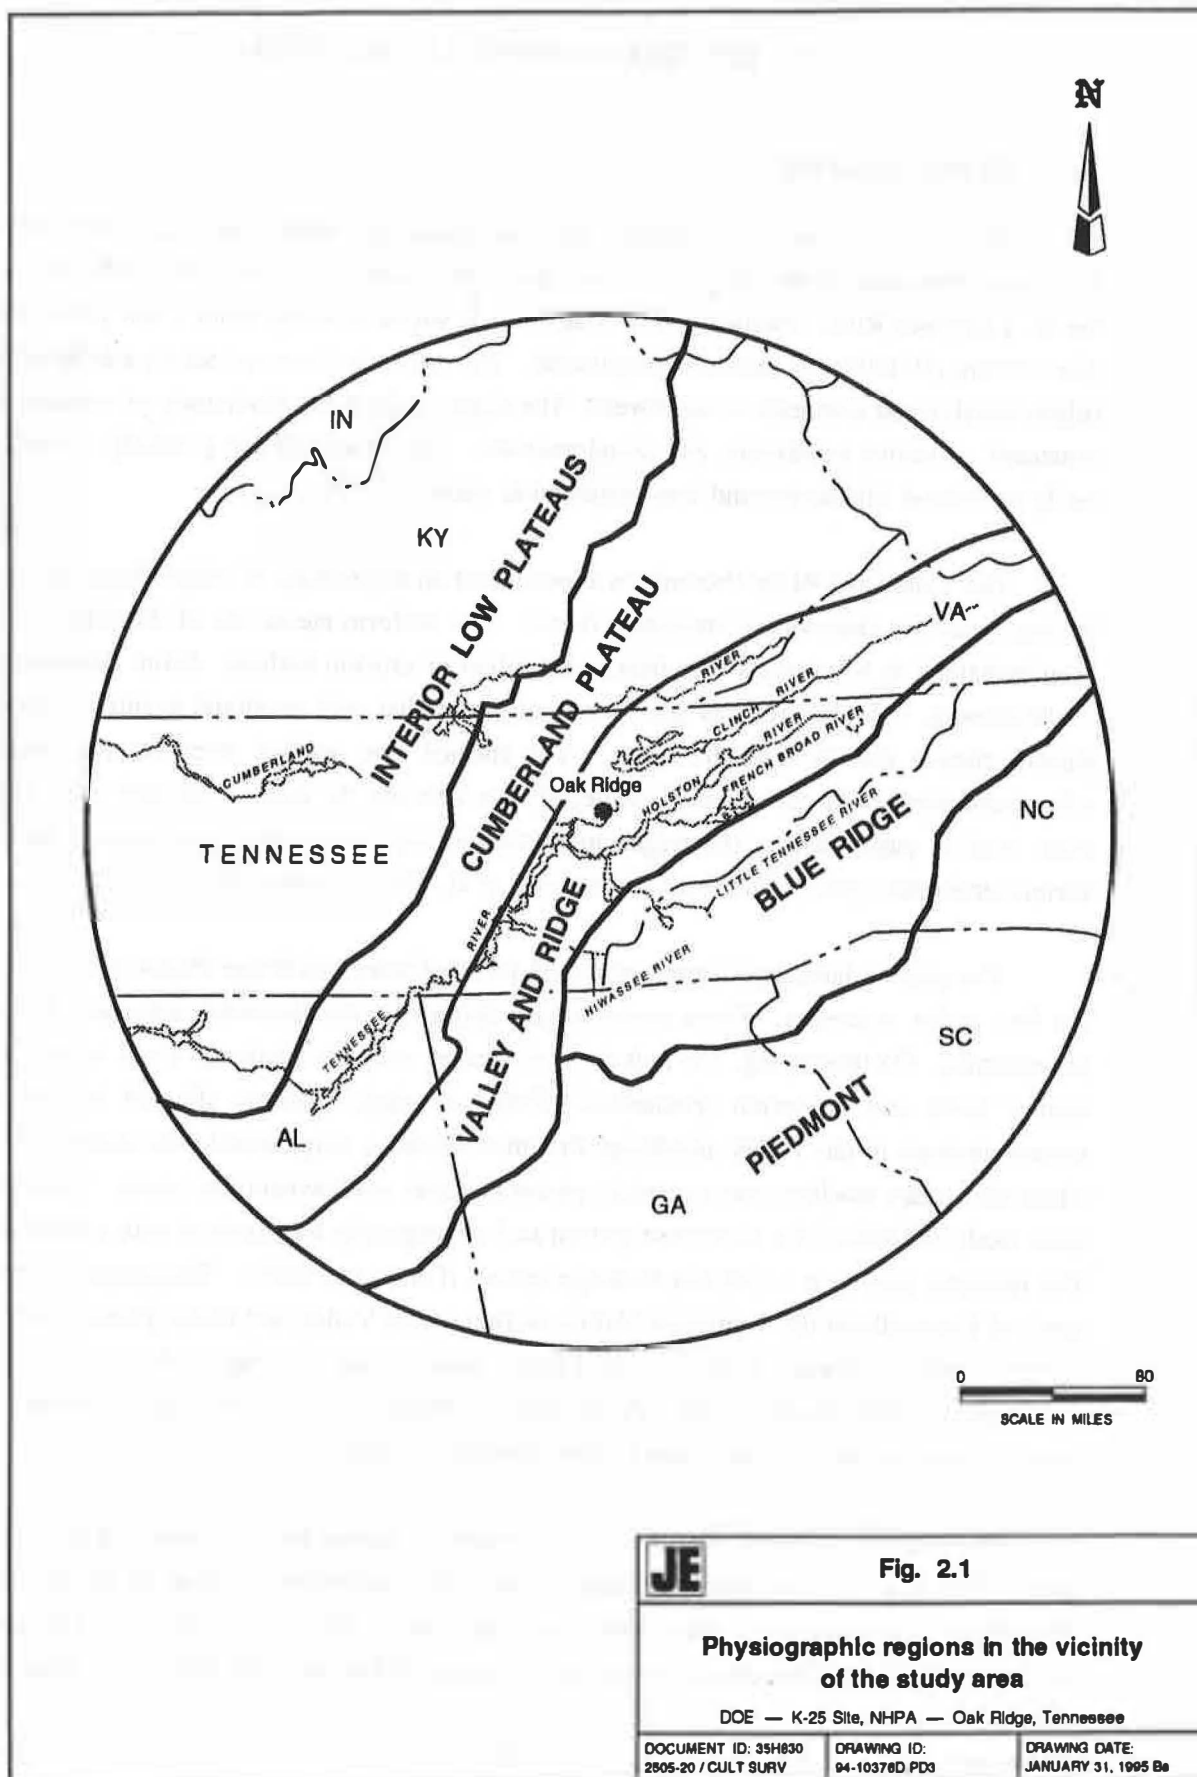 N
IN
KY
INTERIOR LOW PLATEAUS
CUMBERLAND PLATEAU
VA
RIVER
CLINCH RIVER
HOLSTON RIVER
FRENCH BROAD RIVER
CUMBERLAND
Oak Ridge
NC
TENNESSEE
LITTLE TENNESSEE RIVER
BLUE RIDGE
RIVER
VALLEY AND RIDGE
HIWASSEE RIVER
TENNESSEE
SC
AL
PIEDMONT
GA
0 80
SCALE IN MILES
JE
Fig. 2.1
Physiographic regions in the vicinity
of the study area
DOE — K-25 Site, NHPA — Oak Ridge, Tennessee
DOCUMENT ID: 35H830
2505-20 / CULT SURV
DRAWING ID:
94-10376D PD3
DRAWING DATE:
JANUARY 31, 1995 Bs